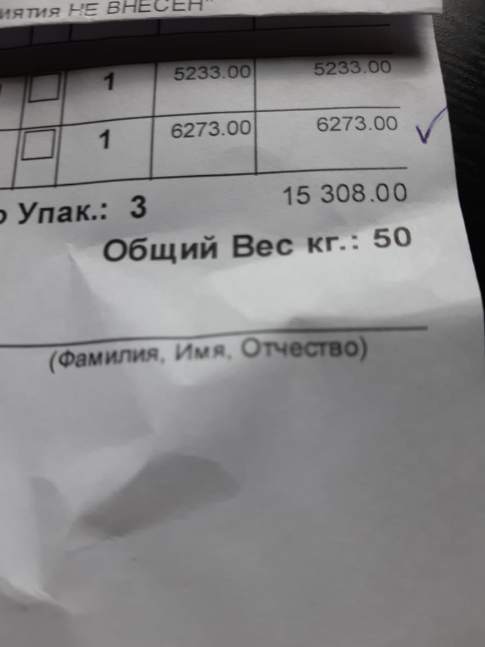 иятия НЕ ВНЕСЕН"
1 5233.00 5233.00
1 6273.00 6273.00
о Упак.: 3 15 308.00
Общий Вес кг.: 50
(Фамилия, Имя, Отчество)